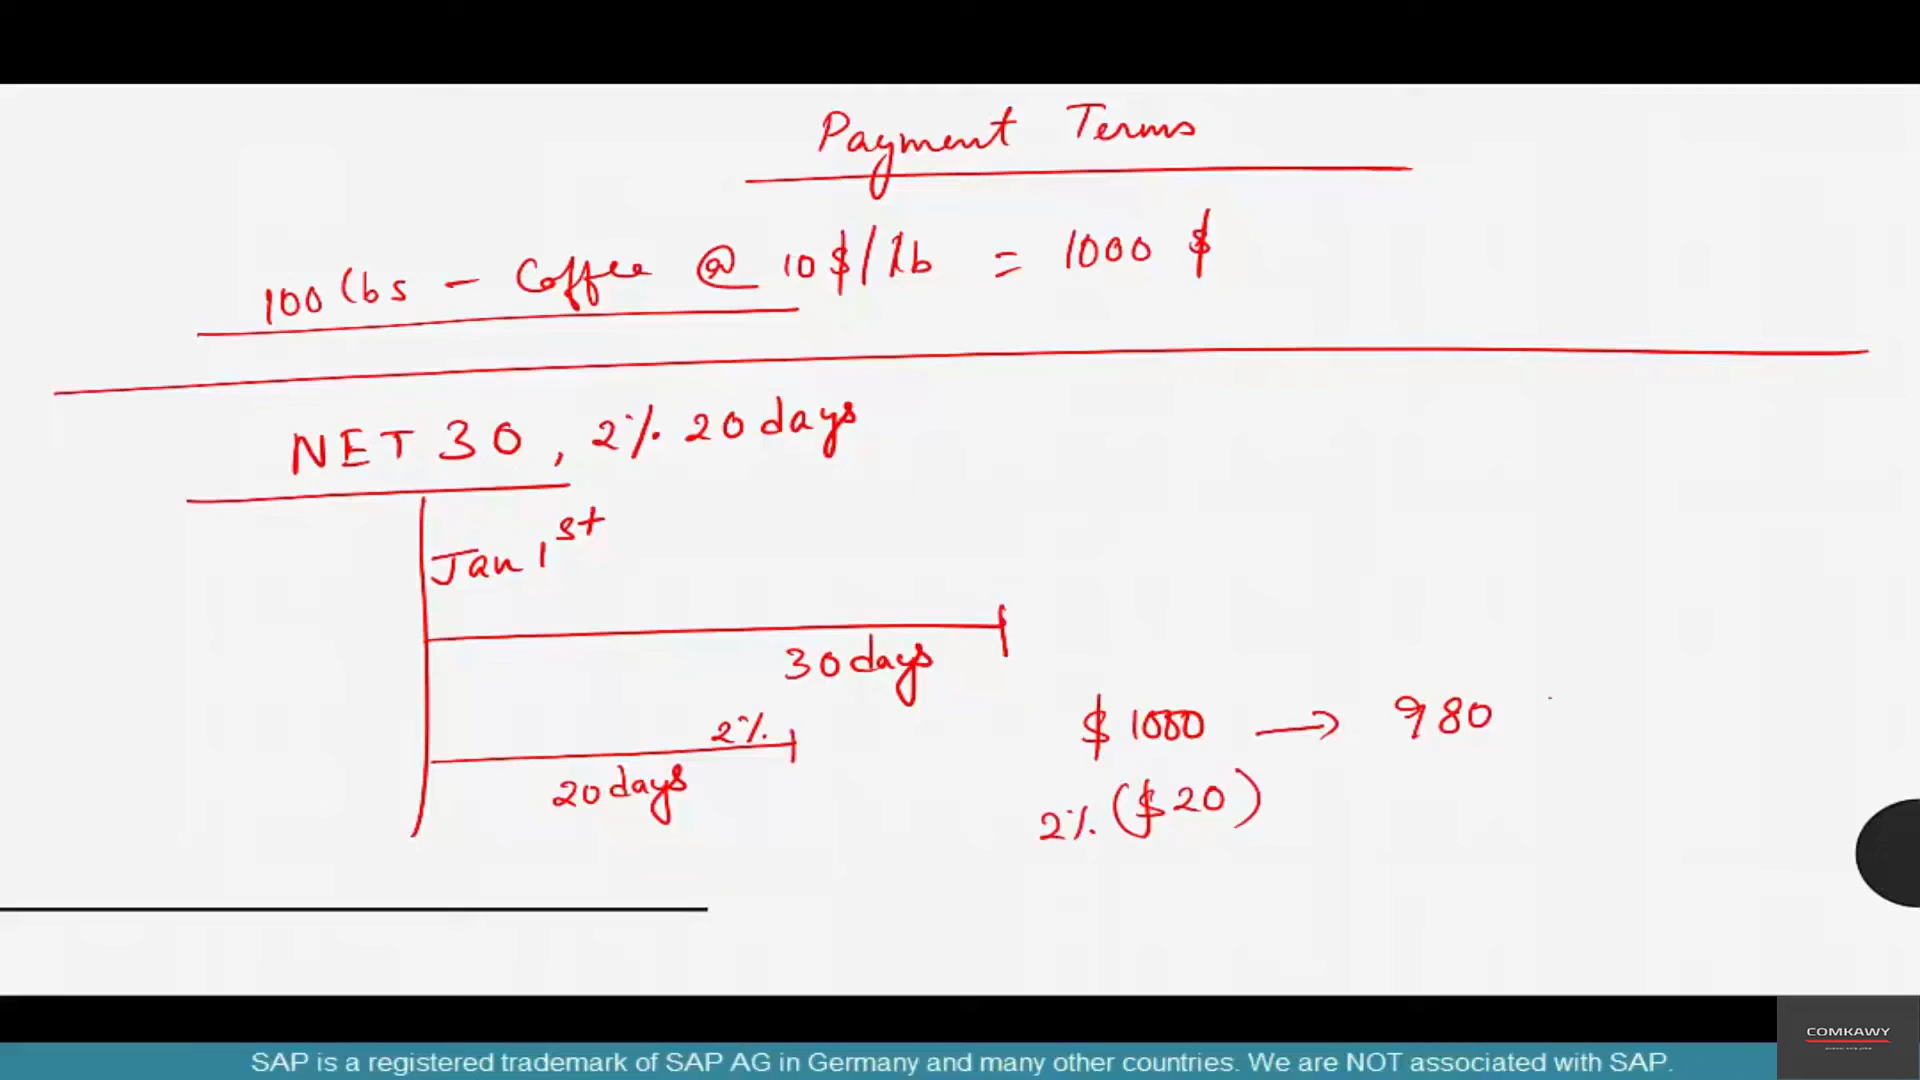 Payment Terms
100 lbs - Coffee @ 10$/lb = 1000 $
NET 30, 2% 20 days
Jan 1st
30 days
2%
20 days
$ 1000 → 980
2% ($20)
COMKAWY
SAP is a registered trademark of SAP AG in Germany and many other countries. We are NOT associated with SAP.